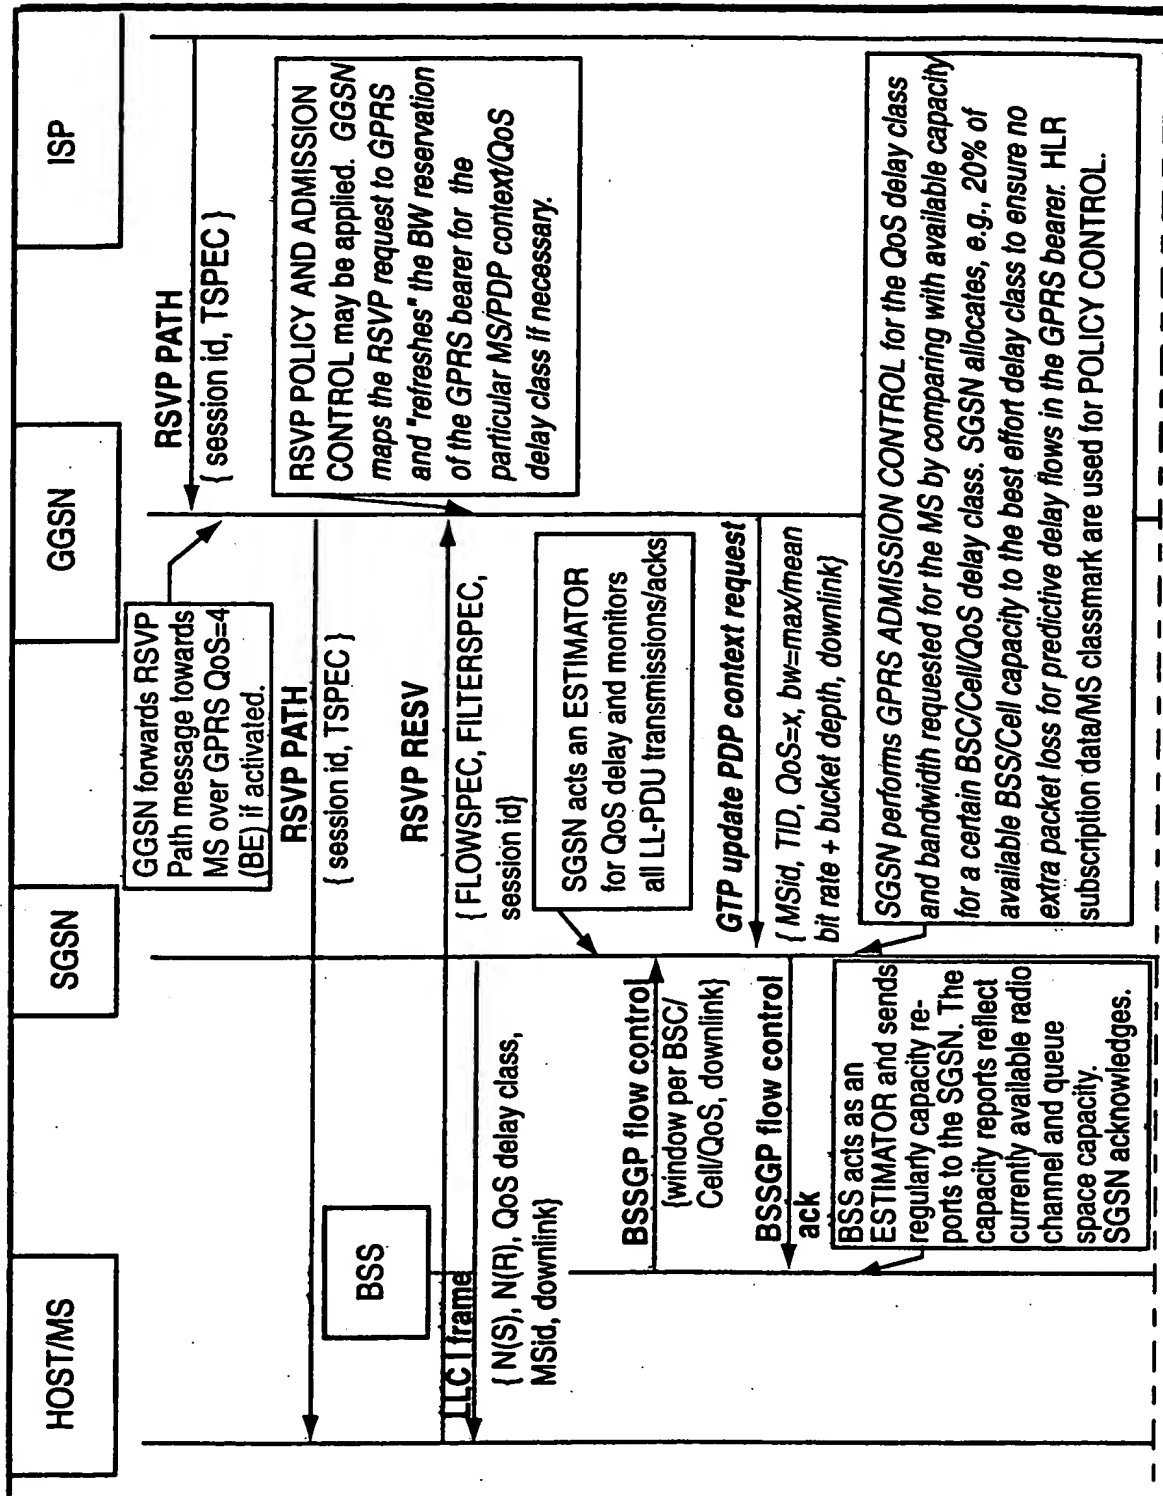 HOST/MS
SGSN
GGSN
ISP
RSVP PATH
{ session id, TSPEC }
GGSN forwards RSVP
Path message towards
MS over GPRS QoS=4
(BE) if activated.
RSVP PATH
{ session id, TSPEC }
RSVP POLICY AND ADMISSION
CONTROL may be applied. GGSN
maps the RSVP request to GPRS
and "refreshes" the BW reservation
of the GPRS bearer for the
particular MS/PDP context/QoS
delay class if necessary.
BSS
RSVP RESV
{ FLOWSPEC, FILTERSPEC,
session id}
LLC I frame
{ N(S), N(R), QoS delay class,
MSid, downlink}
SGSN acts an ESTIMATOR
for QoS delay and monitors
all LL-PDU transmissions/acks
BSSGP flow control
{window per BSC/
Cell/QoS, downlink}
GTP update PDP context request
{ MSid, TID, QoS=x, bw=max/mean
bit rate + bucket depth, downlink}
BSSGP flow control
ack
BSS acts as an
ESTIMATOR and sends
regularly capacity re-
ports to the SGSN. The
capacity reports reflect
currently available radio
channel and queue
space capacity.
SGSN acknowledges.
SGSN performs GPRS ADMISSION CONTROL for the QoS delay class
and bandwidth requested for the MS by comparing with available capacity
for a certain BSC/Cell/QoS delay class. SGSN allocates, e.g., 20% of
available BSS/Cell capacity to the best effort delay class to ensure no
extra packet loss for predictive delay flows in the GPRS bearer. HLR
subscription data/MS classmark are used for POLICY CONTROL.